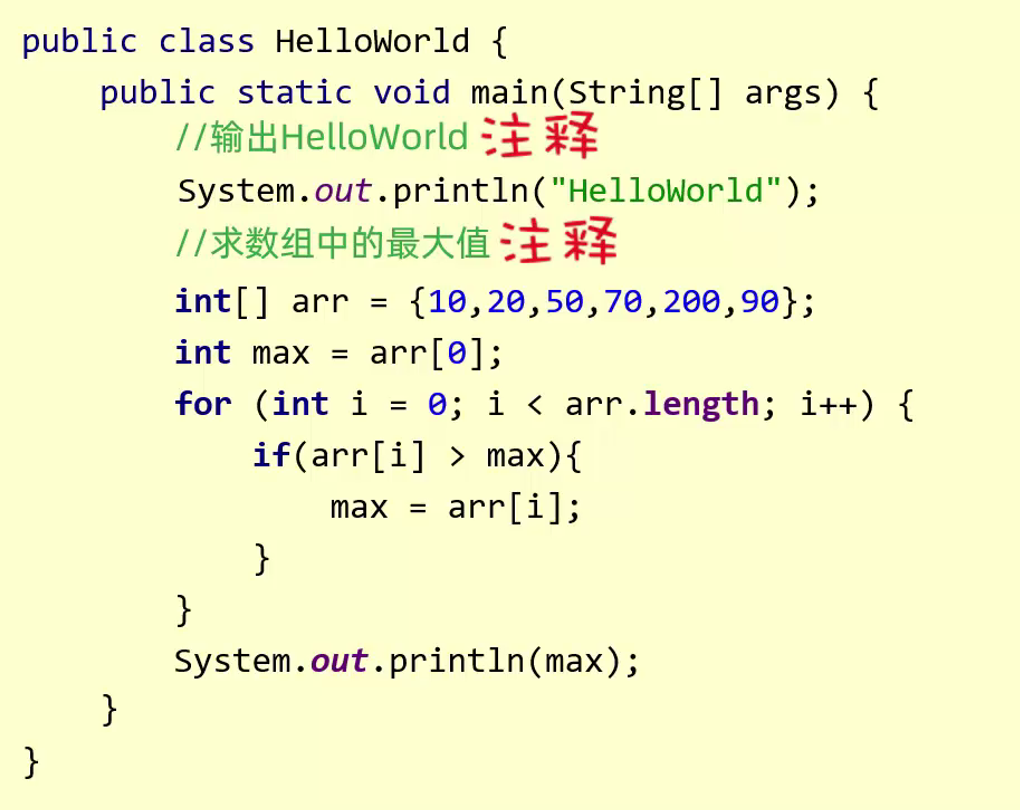 public class HelloWorld {
public static void main(String[] args) {
//输出HelloWorld 注释
System.out.println("HelloWorld");
//求数组中的最大值 注释
int[] arr = {10,20,50,70,200,90};
int max = arr[0];
for (int i = 0; i < arr.length; i++) {
if(arr[i] > max){
max = arr[i];
}
}
System.out.println(max);
}
}